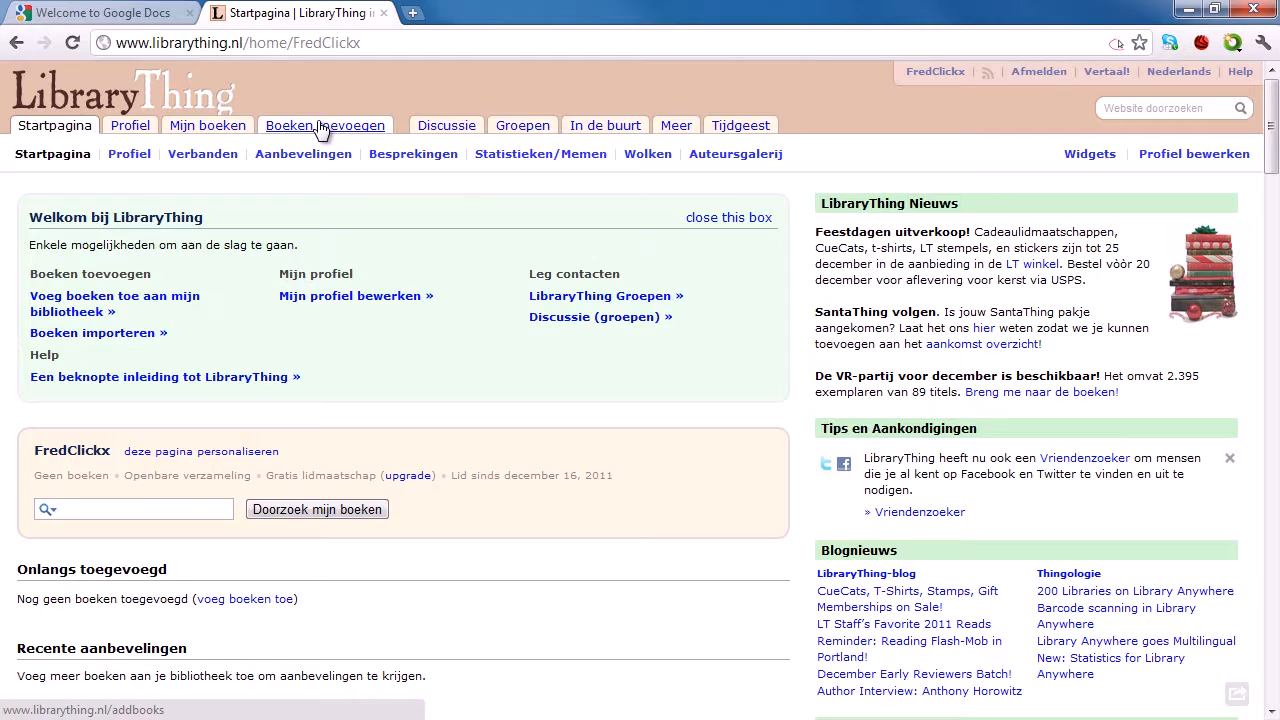 Welcome to Google Docs
Startpagina | LibraryThing in
www.librarything.nl/home/FredClickx
LibraryThing
FredClickx Afmelden Vertaal! Nederlands Help
Website doorzoeken
Startpagina Profiel Mijn boeken Boeken toevoegen Discussie Groepen In de buurt Meer Tijdgeest
Startpagina Profiel Verbanden Aanbevelingen Besprekingen Statistieken/Memen Wolken Auteursgalerij Widgets Profiel bewerken
Welkom bij LibraryThing close this box
Enkele mogelijkheden om aan de slag te gaan.
Boeken toevoegen
Voeg boeken toe aan mijn
bibliotheek »
Boeken importeren »
Help
Een beknopte inleiding tot LibraryThing »
Mijn profiel
Mijn profiel bewerken »
Leg contacten
LibraryThing Groepen »
Discussie (groepen) »
FredClickx deze pagina personaliseren
Geen boeken • Openbare verzameling • Gratis lidmaatschap (upgrade) • Lid sinds december 16, 2011
Doorzoek mijn boeken
Onlangs toegevoegd
Nog geen boeken toegevoegd (voeg boeken toe)
Recente aanbevelingen
Voeg meer boeken aan je bibliotheek toe om aanbevelingen te krijgen.
LibraryThing Nieuws
Feestdagen uitverkoop! Cadeaulidmaatschappen,
CueCats, t-shirts, LT stempels, en stickers zijn tot 25
december in de aanbieding in de LT winkel. Bestel vòòr 20
december voor aflevering voor kerst via USPS.
SantaThing volgen. Is jouw SantaThing pakje
aangekomen? Laat het ons hier weten zodat we je kunnen
toevoegen aan het aankomst overzicht!
De VR-partij voor december is beschikbaar! Het omvat 2.395
exemplaren van 89 titels. Breng me naar de boeken!
Tips en Aankondigingen
LibraryThing heeft nu ook een Vriendenzoeker om mensen
die je al kent op Facebook en Twitter te vinden en uit te
nodigen.
» Vriendenzoeker
Blognieuws
LibraryThing-blog
CueCats, T-Shirts, Stamps, Gift
Memberships on Sale!
LT Staff's Favorite 2011 Reads
Reminder: Reading Flash-Mob in
Portland!
December Early Reviewers Batch!
Author Interview: Anthony Horowitz
Thingologie
200 Libraries on Library Anywhere
Barcode scanning in Library
Anywhere
Library Anywhere goes Multilingual
New: Statistics for Library
Anywhere
www.librarything.nl/addbooks